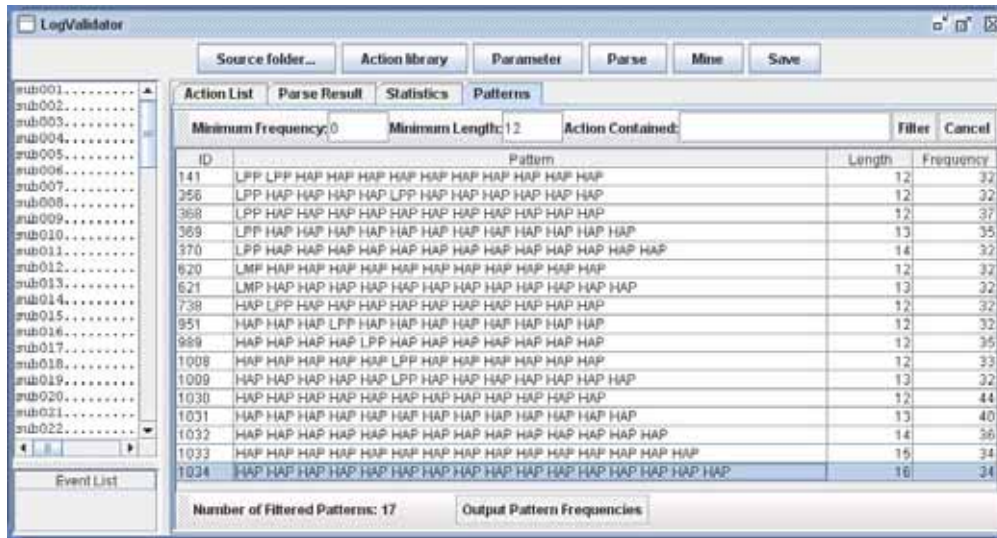 LogValidator
Source folder... Action library Parameter Parse Mine Save
sub001.........
sub002.........
sub003.........
sub004.........
sub005.........
sub006.........
sub007.........
sub008.........
sub009.........
sub010.........
sub011.........
sub012.........
sub013.........
sub014.........
sub015.........
sub016.........
sub017.........
sub018.........
sub019.........
sub020.........
sub021.........
sub022.........
Event List
Action List Parse Result Statistics Patterns
Minimum Frequency: 0 Minimum Length: 12 Action Contained: Filter Cancel
ID Pattern Length Frequency
141 LPP LPP HAP HAP HAP HAP HAP HAP HAP HAP HAP HAP 12 32
356 LPP HAP HAP HAP HAP LPP HAP HAP HAP HAP HAP HAP 12 32
368 LPP HAP HAP HAP HAP HAP HAP HAP HAP HAP HAP HAP 12 37
369 LPP HAP HAP HAP HAP HAP HAP HAP HAP HAP HAP HAP HAP 13 35
370 LPP HAP HAP HAP HAP HAP HAP HAP HAP HAP HAP HAP HAP HAP 14 32
620 LMP HAP HAP HAP HAP HAP HAP HAP HAP HAP HAP HAP 12 32
621 LMP HAP HAP HAP HAP HAP HAP HAP HAP HAP HAP HAP HAP 13 32
738 HAP LPP HAP HAP HAP HAP HAP HAP HAP HAP HAP HAP 12 32
951 HAP HAP HAP LPP HAP HAP HAP HAP HAP HAP HAP HAP 12 32
989 HAP HAP HAP HAP LPP HAP HAP HAP HAP HAP HAP HAP 12 35
1008 HAP HAP HAP HAP HAP LPP HAP HAP HAP HAP HAP HAP 12 33
1009 HAP HAP HAP HAP HAP LPP HAP HAP HAP HAP HAP HAP HAP 13 32
1030 HAP HAP HAP HAP HAP HAP HAP HAP HAP HAP HAP HAP 12 44
1031 HAP HAP HAP HAP HAP HAP HAP HAP HAP HAP HAP HAP HAP 13 40
1032 HAP HAP HAP HAP HAP HAP HAP HAP HAP HAP HAP HAP HAP HAP 14 36
1033 HAP HAP HAP HAP HAP HAP HAP HAP HAP HAP HAP HAP HAP HAP HAP 15 34
1034 HAP HAP HAP HAP HAP HAP HAP HAP HAP HAP HAP HAP HAP HAP HAP HAP 16 34
Number of Filtered Patterns: 17 Output Pattern Frequencies